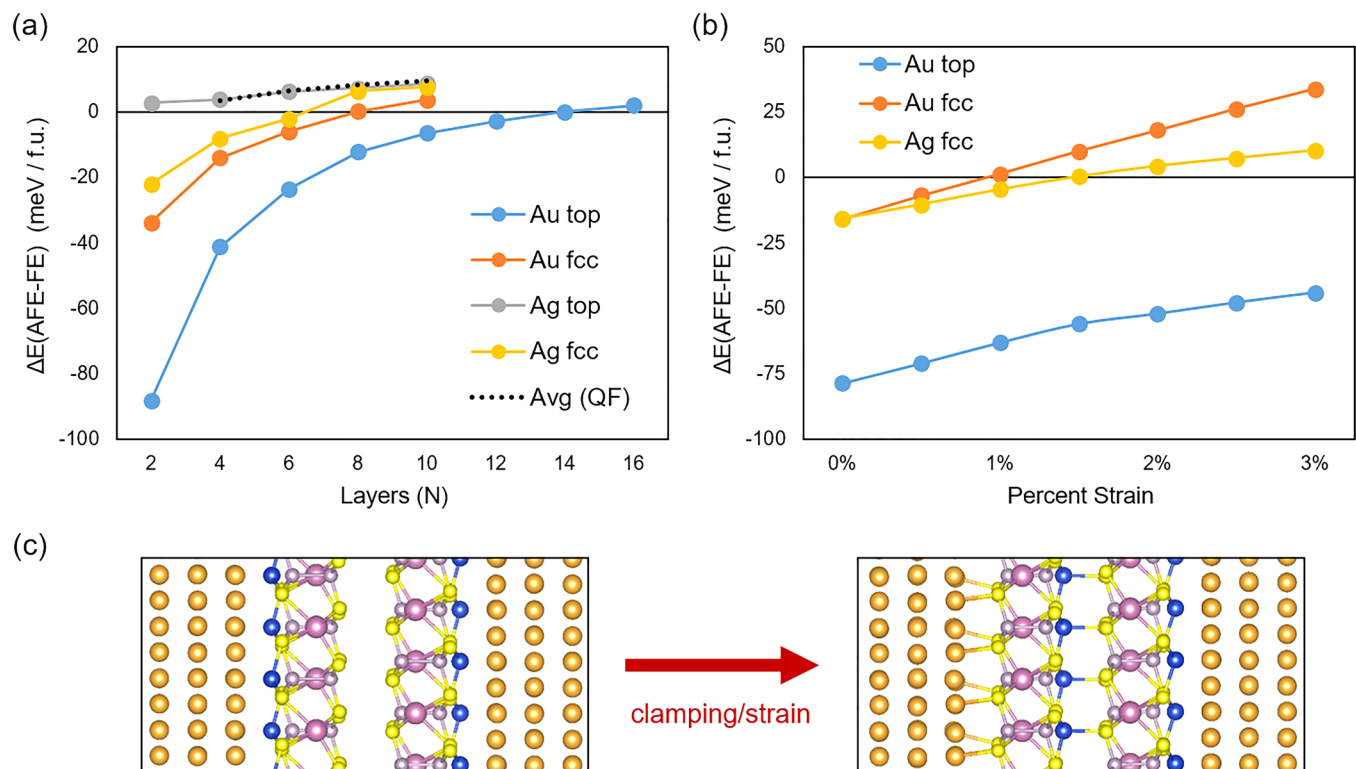 (a)
20
0
-20
-40
-60
-80
-100
ΔE(AFE-FE) (meV / f.u.)
Au top
Au fcc
Ag top
Ag fcc
Avg (QF)
2 4 6 8 10 12 14 16
Layers (N)
(b)
50
25
0
-25
-50
-75
-100
ΔE(AFE-FE) (meV / f.u.)
Au top
Au fcc
Ag fcc
0% 1% 2% 3%
Percent Strain
(c)
clamping/strain